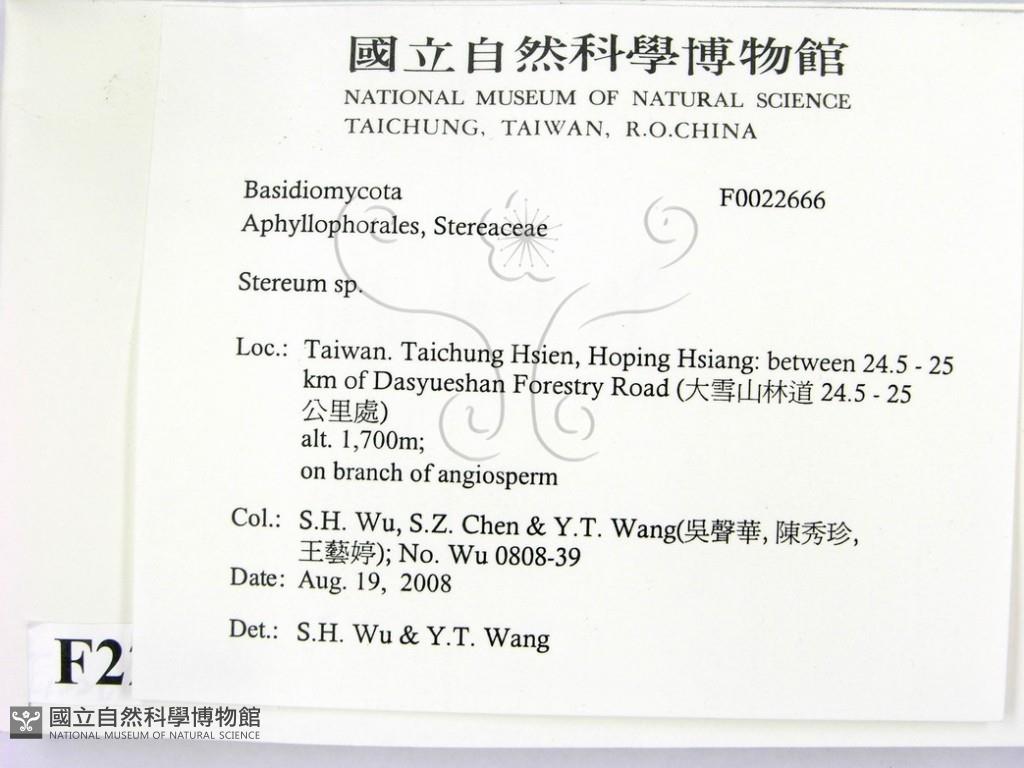 國立自然科學博物館
NATIONAL MUSEUM OF NATURAL SCIENCE
TAICHUNG, TAIWAN, R.O.CHINA
Basidiomycota F0022666
Aphyllophorales, Stereaceae
Stereum sp.
Loc.: Taiwan. Taichung Hsien, Hoping Hsiang: between 24.5 - 25
km of Dasyueshan Forestry Road (大雪山林道 24.5 - 25
公里處)
alt. 1,700m;
on branch of angiosperm
Col.: S.H. Wu, S.Z. Chen & Y.T. Wang(吳聲華, 陳秀珍,
王藝婷); No. Wu 0808-39
Date: Aug. 19, 2008
Det.: S.H. Wu & Y.T. Wang
國立自然科學博物館
NATIONAL MUSEUM OF NATURAL SCIENCE